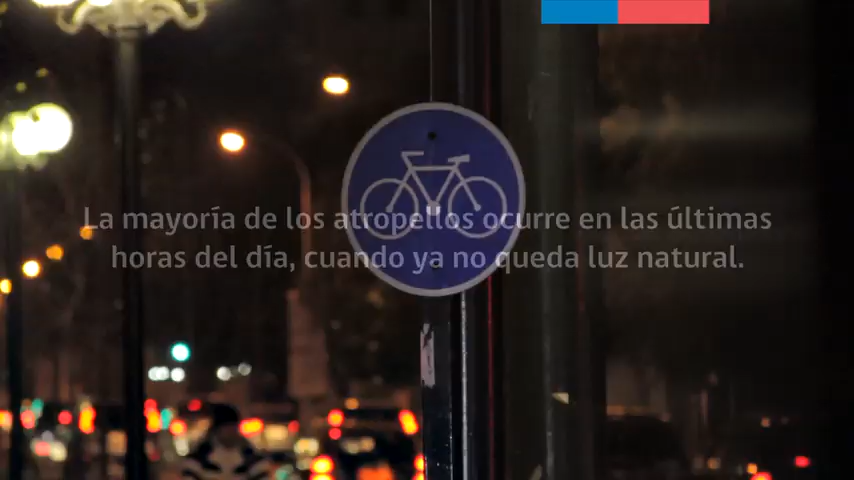 La mayoría de los atropellos ocurre en las últimas
horas del día, cuando ya no queda luz natural.